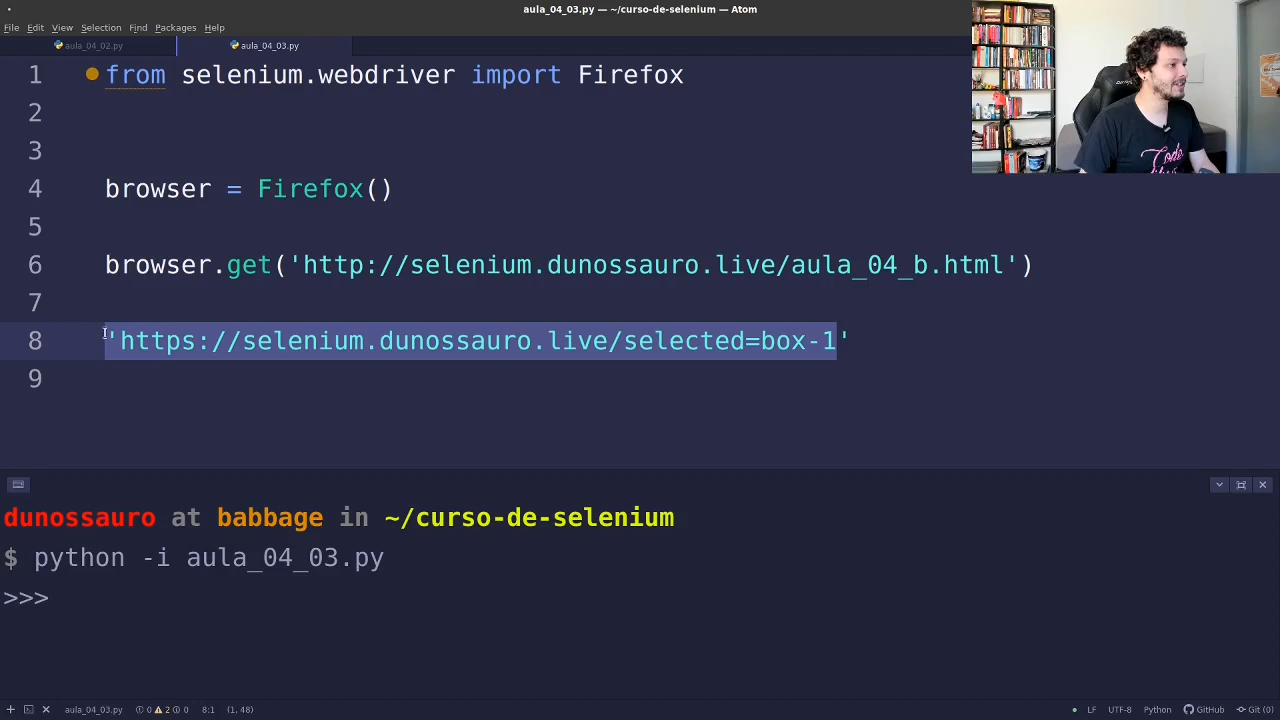 aula_04_03.py — ~/curso-de-selenium — Atom
File Edit View Selection Find Packages Help
aula_04_02.py aula_04_03.py
1 from selenium.webdriver import Firefox
2
3
4 browser = Firefox()
5
6 browser.get('http://selenium.dunossauro.live/aula_04_b.html')
7
8 'https://selenium.dunossauro.live/selected=box-1'
9
dunossauro at babbage in ~/curso-de-selenium
$ python -i aula_04_03.py
>>>
aula_04_03.py 0 2 0 8:1 (1, 48) LF UTF-8 Python GitHub Git (0)